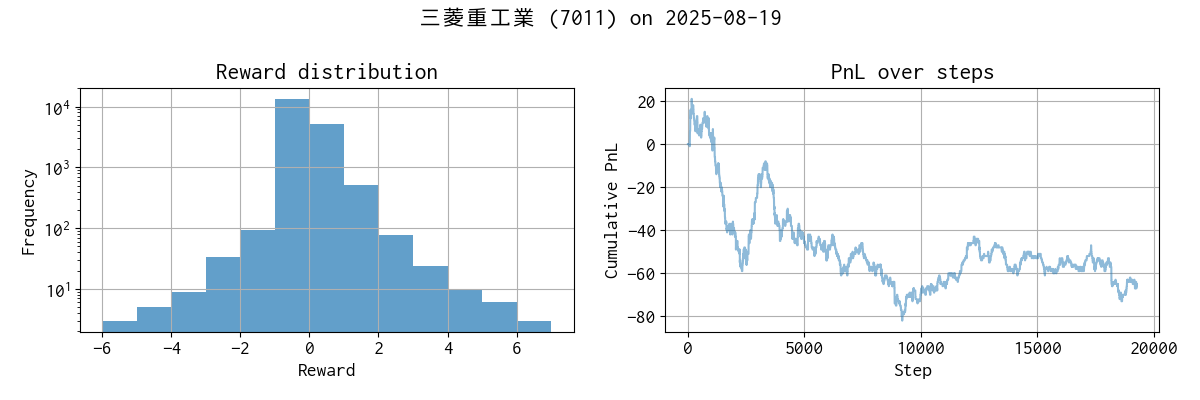 三菱重工業 (7011) on 2025-08-19
Reward distribution
Frequency
10⁴
10³
10²
10¹
−6 −4 −2 0 2 4 6
Reward
PnL over steps
Cumulative PnL
20
0
−20
−40
−60
−80
0 5000 10000 15000 20000
Step